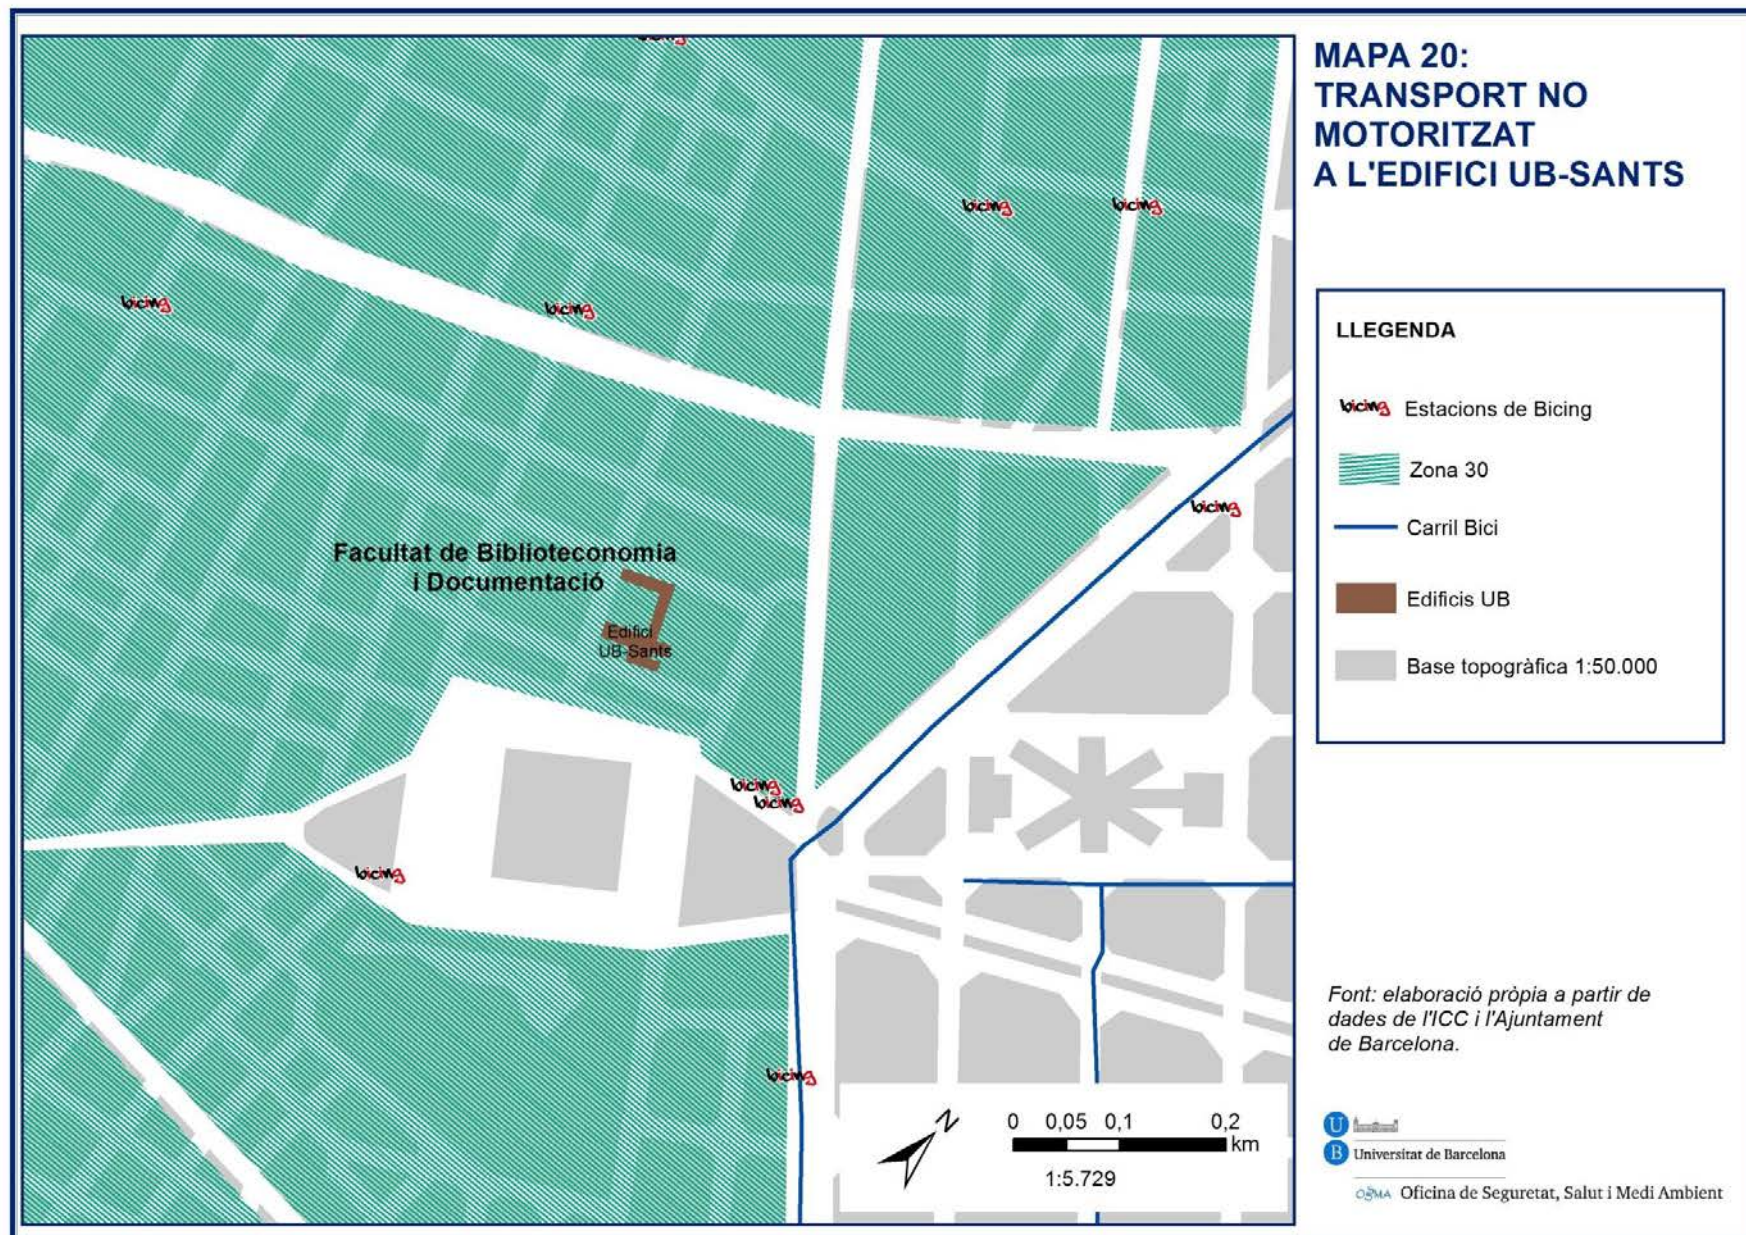 MAPA 20:
TRANSPORT NO
MOTORITZAT
A L'EDIFICI UB-SANTS
bicing
bicing
bicing
bicing
bicing
bicing
Facultat de Biblioteconomia
i Documentació
Edifici
UB-Sants
bicing
bicing
bicing
bicing
N
0 0,05 0,1 0,2
km
1:5.729
LLEGENDA
bicing Estacions de Bicing
Zona 30
Carril Bici
Edificis UB
Base topogràfica 1:50.000
Font: elaboració pròpia a partir de
dades de l'ICC i l'Ajuntament
de Barcelona.
U
B Universitat de Barcelona
OSSMA Oficina de Seguretat, Salut i Medi Ambient